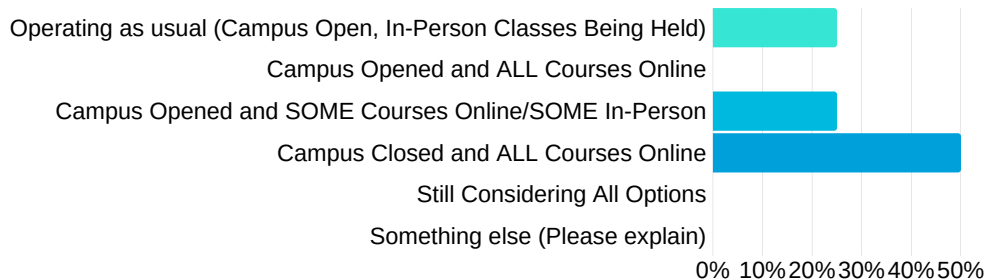 Operating as usual (Campus Open, In-Person Classes Being Held)
Campus Opened and ALL Courses Online
Campus Opened and SOME Courses Online/SOME In-Person
Campus Closed and ALL Courses Online
Still Considering All Options
Something else (Please explain)
0% 10% 20% 30% 40% 50%